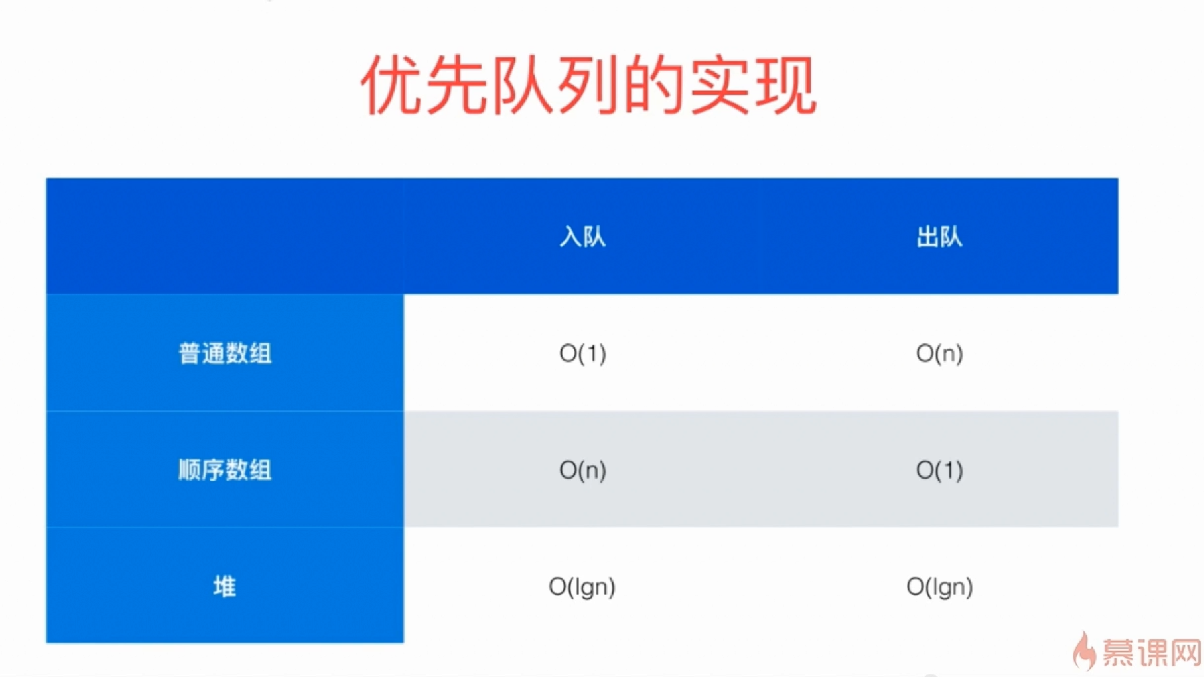 优先队列的实现
入队 出队
普通数组 O(1) O(n)
顺序数组 O(n) O(1)
堆 O(lgn) O(lgn)
慕课网